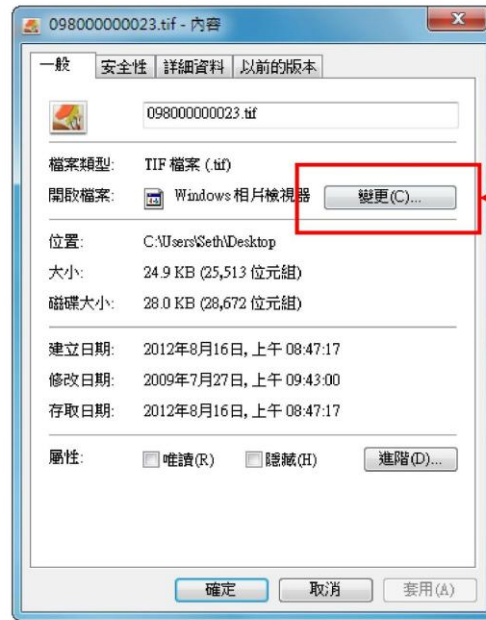 098000000023.tif - 內容
一般 安全性 詳細資料 以前的版本
098000000023.tif
檔案類型: TIF 檔案 (.tif)
開啟檔案: Windows 相片檢視器 變更(C)...
位置: C:\Users\Seth\Desktop
大小: 24.9 KB (25,513 位元組)
磁碟大小: 28.0 KB (28,672 位元組)
建立日期: 2012年8月16日, 上午 08:47:17
修改日期: 2009年7月27日, 上午 09:43:00
存取日期: 2012年8月16日, 上午 08:47:17
屬性: 唯讀(R) 隱藏(H) 進階(D)...
確定 取消 套用(A)